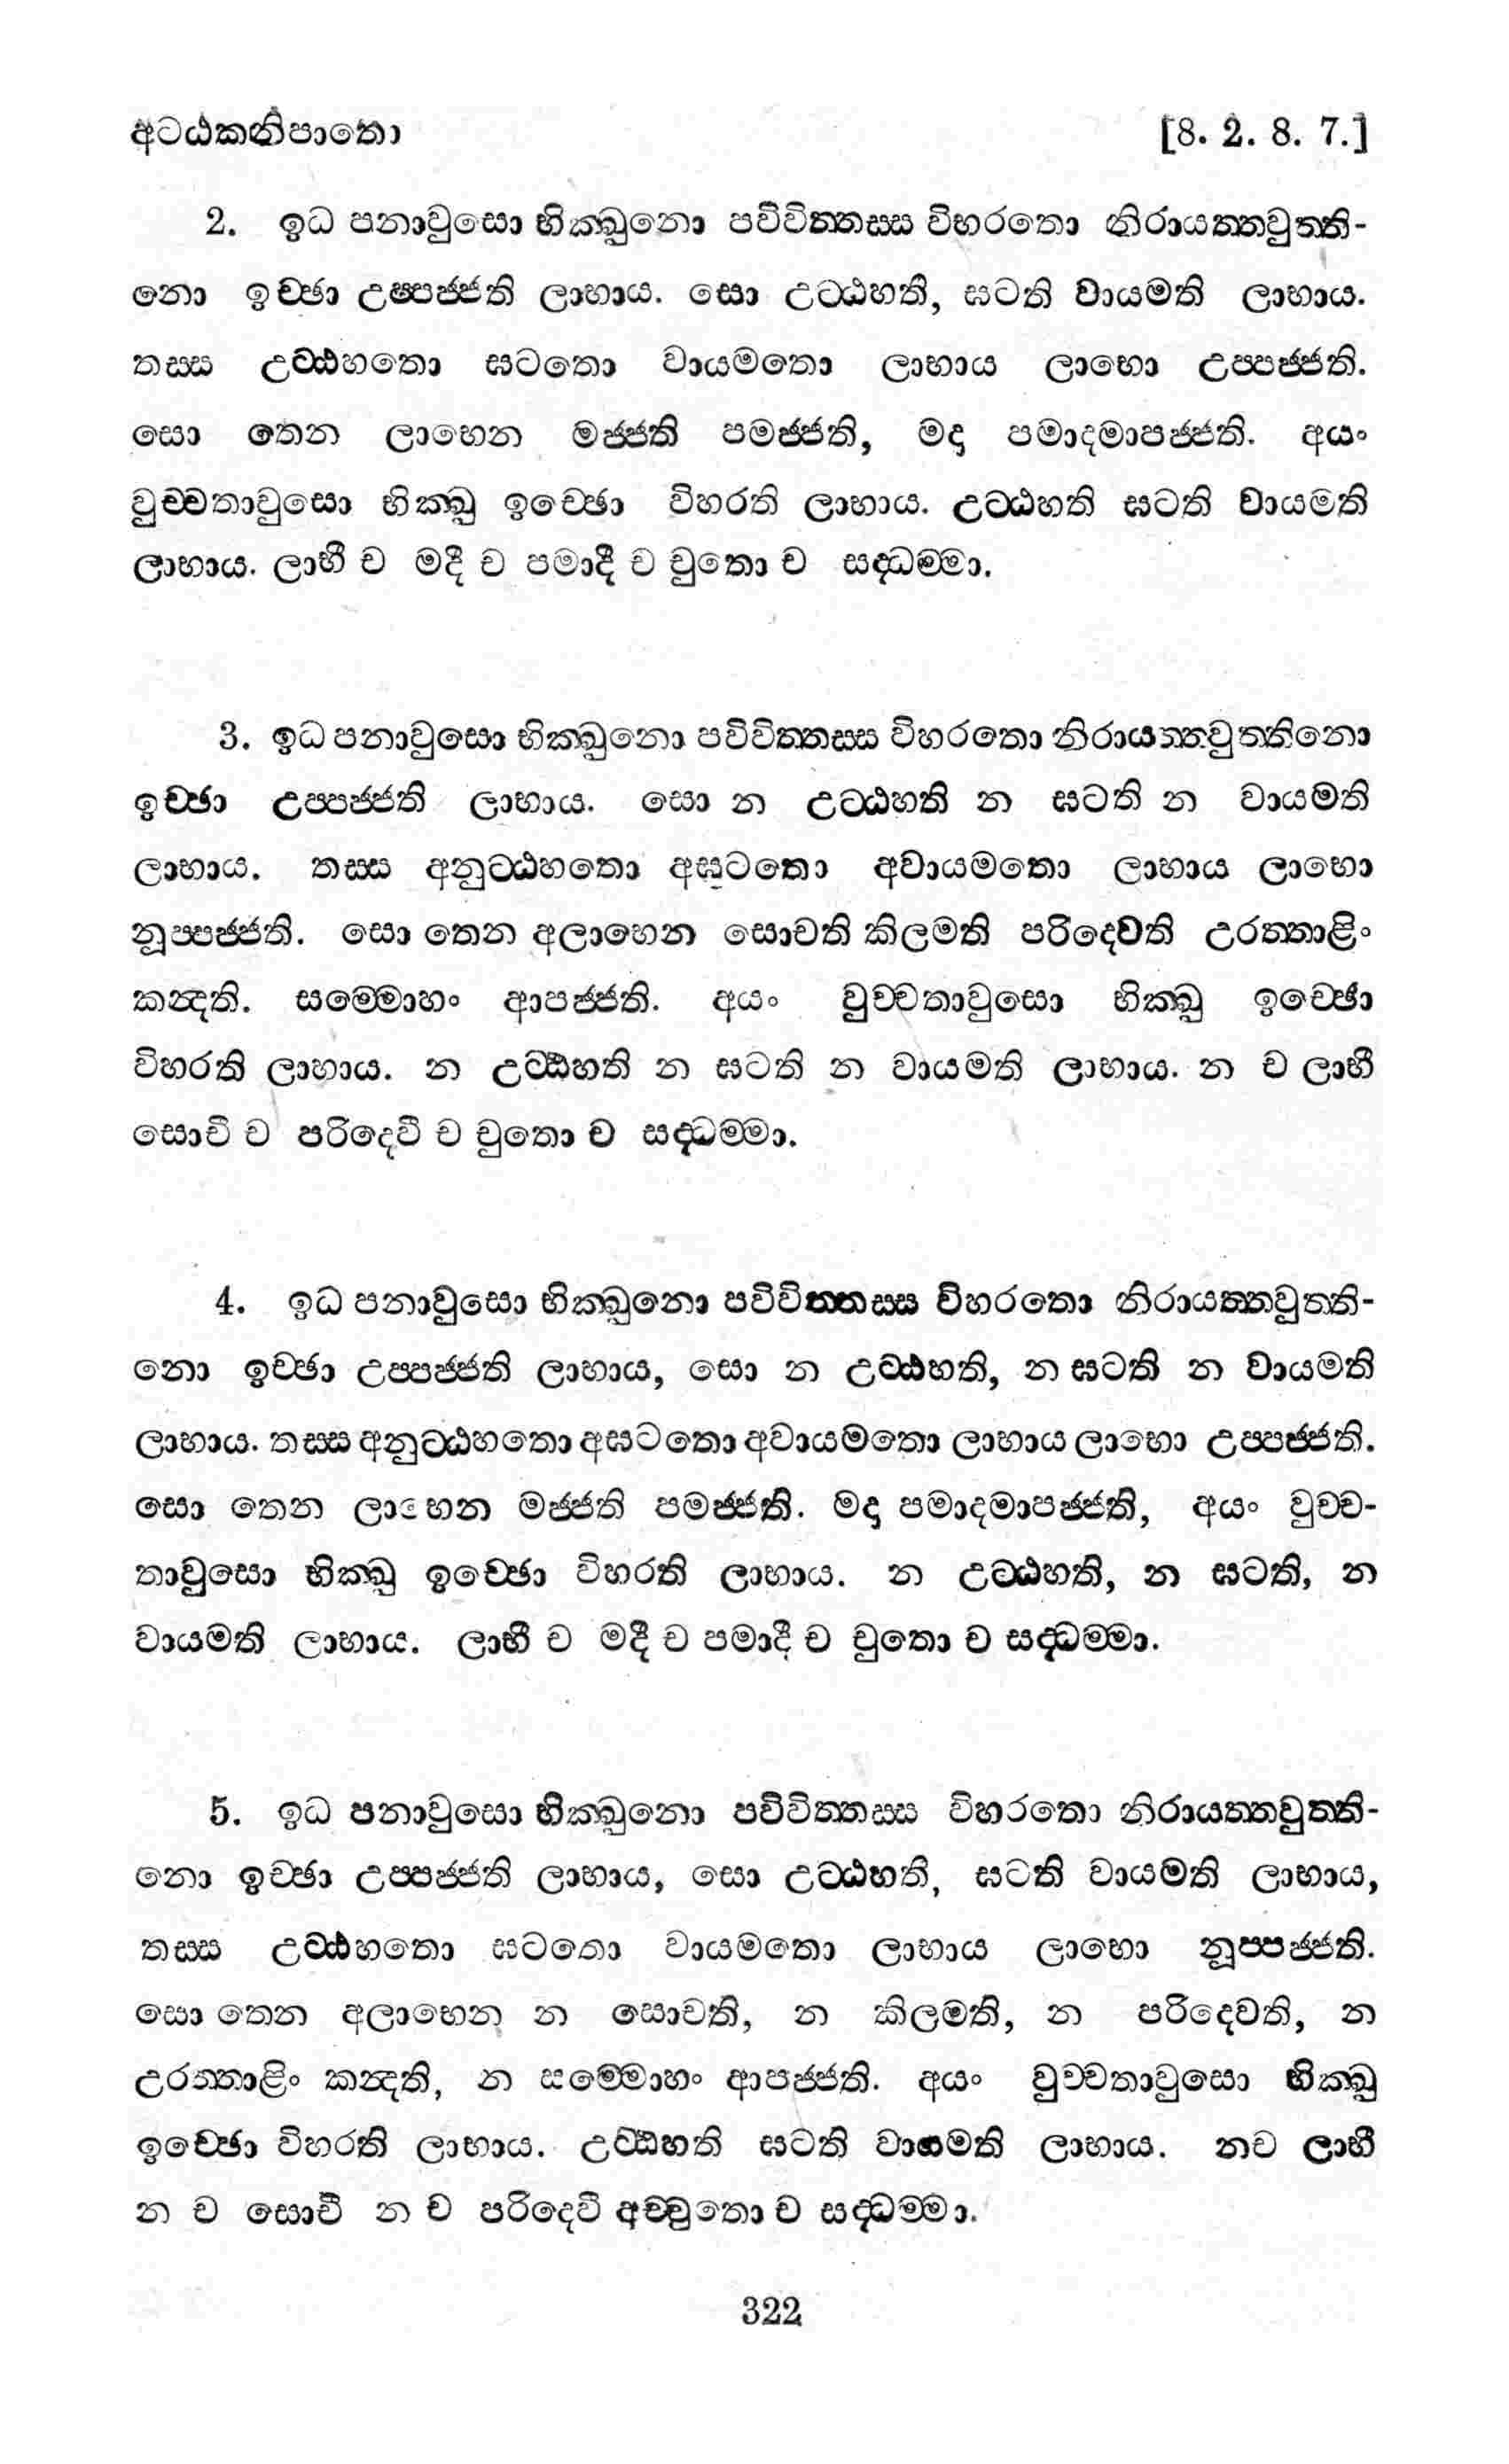 අට්ඨකනිපාතො [8. 2. 8. 7.]
2. ඉධ පනාවුසො භික්ඛුනො පවිවිත්තස්ස විහරතො නිරායත්තවුත්ති-
නො ඉච්ඡා උප්පජ්ජති ලාභාය. සො උට්ඨහති, ඝටති වායමති ලාභාය.
තස්ස උට්ඨහතො ඝටතො වායමතො ලාභාය ලාභො උප්පජ්ජති.
සො තෙන ලාභෙන මජ්ජති පමජ්ජති, මදා පමාදමාපජ්ජති. අයං
වුච්චතාවුසො භික්ඛු ඉච්ඡො විහරති ලාභාය. උට්ඨහති ඝටති වායමති
ලාභාය. ලාභී ච මදී ච පමාදී ච චුතො ච සද්ධම්මා.
3. ඉධ පනාවුසො භික්ඛුනො පවිවිත්තස්ස විහරතො නිරායත්තවුත්තිනො
ඉච්ඡා උප්පජ්ජති ලාභාය. සො න උට්ඨහති න ඝටති න වායමති
ලාභාය. තස්ස අනුට්ඨහතො අඝටතො අවායමතො ලාභාය ලාභො
නූප්පජ්ජති. සො තෙන අලාභෙන සොචති කිලමති පරිදෙවති උරත්තාළිං
කන්දති. සම්මොහං ආපජ්ජති. අයං වුච්චතාවුසො භික්ඛු ඉච්ඡො
විහරති ලාභාය. න උට්ඨහති න ඝටති න වායමති ලාභාය. න ච ලාභී
සොචි ච පරිදෙවී ච චුතො ච සද්ධම්මා.
4. ඉධ පනාවුසො භික්ඛුනො පවිවිත්තස්ස විහරතො නිරායත්තවුත්ති-
නො ඉච්ඡා උප්පජ්ජති ලාභාය, සො න උට්ඨහති, න ඝටති න වායමති
ලාභාය. තස්ස අනුට්ඨහතො අඝටතො අවායමතො ලාභාය ලාභො උප්පජ්ජති.
සො තෙන ලාභෙන මජ්ජති පමජ්ජති. මදා පමාදමාපජ්ජති, අයං වුච්ච-
තාවුසො භික්ඛු ඉච්ඡො විහරති ලාභාය. න උට්ඨහති, න ඝටති, න
වායමති ලාභාය. ලාභී ච මදී ච පමාදී ච චුතො ච සද්ධම්මා.
5. ඉධ පනාවුසො භික්ඛුනො පවිවිත්තස්ස විහරතො නිරායත්තවුත්ති-
නො ඉච්ඡා උප්පජ්ජති ලාභාය, සො උට්ඨහති, ඝටති වායමති ලාභාය,
තස්ස උට්ඨහතො ඝටතො වායමතො ලාභාය ලාභො නූප්පජ්ජති.
සො තෙන අලාභෙන න සොචති, න කිලමති, න පරිදෙවති, න
උරත්තාළිං කන්දති, න සම්මොහං ආපජ්ජති. අයං වුච්චතාවුසො භික්ඛු
ඉච්ඡො විහරති ලාභාය. උට්ඨහති ඝටති වායමති ලාභාය. නච ලාභී
න ච සොචී න ච පරිදෙවී අච්චුතො ච සද්ධම්මා.
322